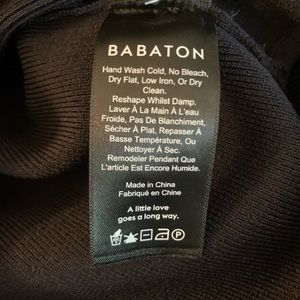 BABATON
Hand Wash Cold, No Bleach,
Dry Flat, Low Iron, Or Dry
Clean.
Reshape Whilst Damp.
Laver À La Main À L'eau
Froide, Pas De Blanchiment,
Sécher À Plat, Repasser À
Basse Température, Ou
Nettoyer À Sec.
Remodeler Pendant Que
L'article Est Encore Humide.
Made in China
Fabriqué en Chine
A little love
goes a long way.
P